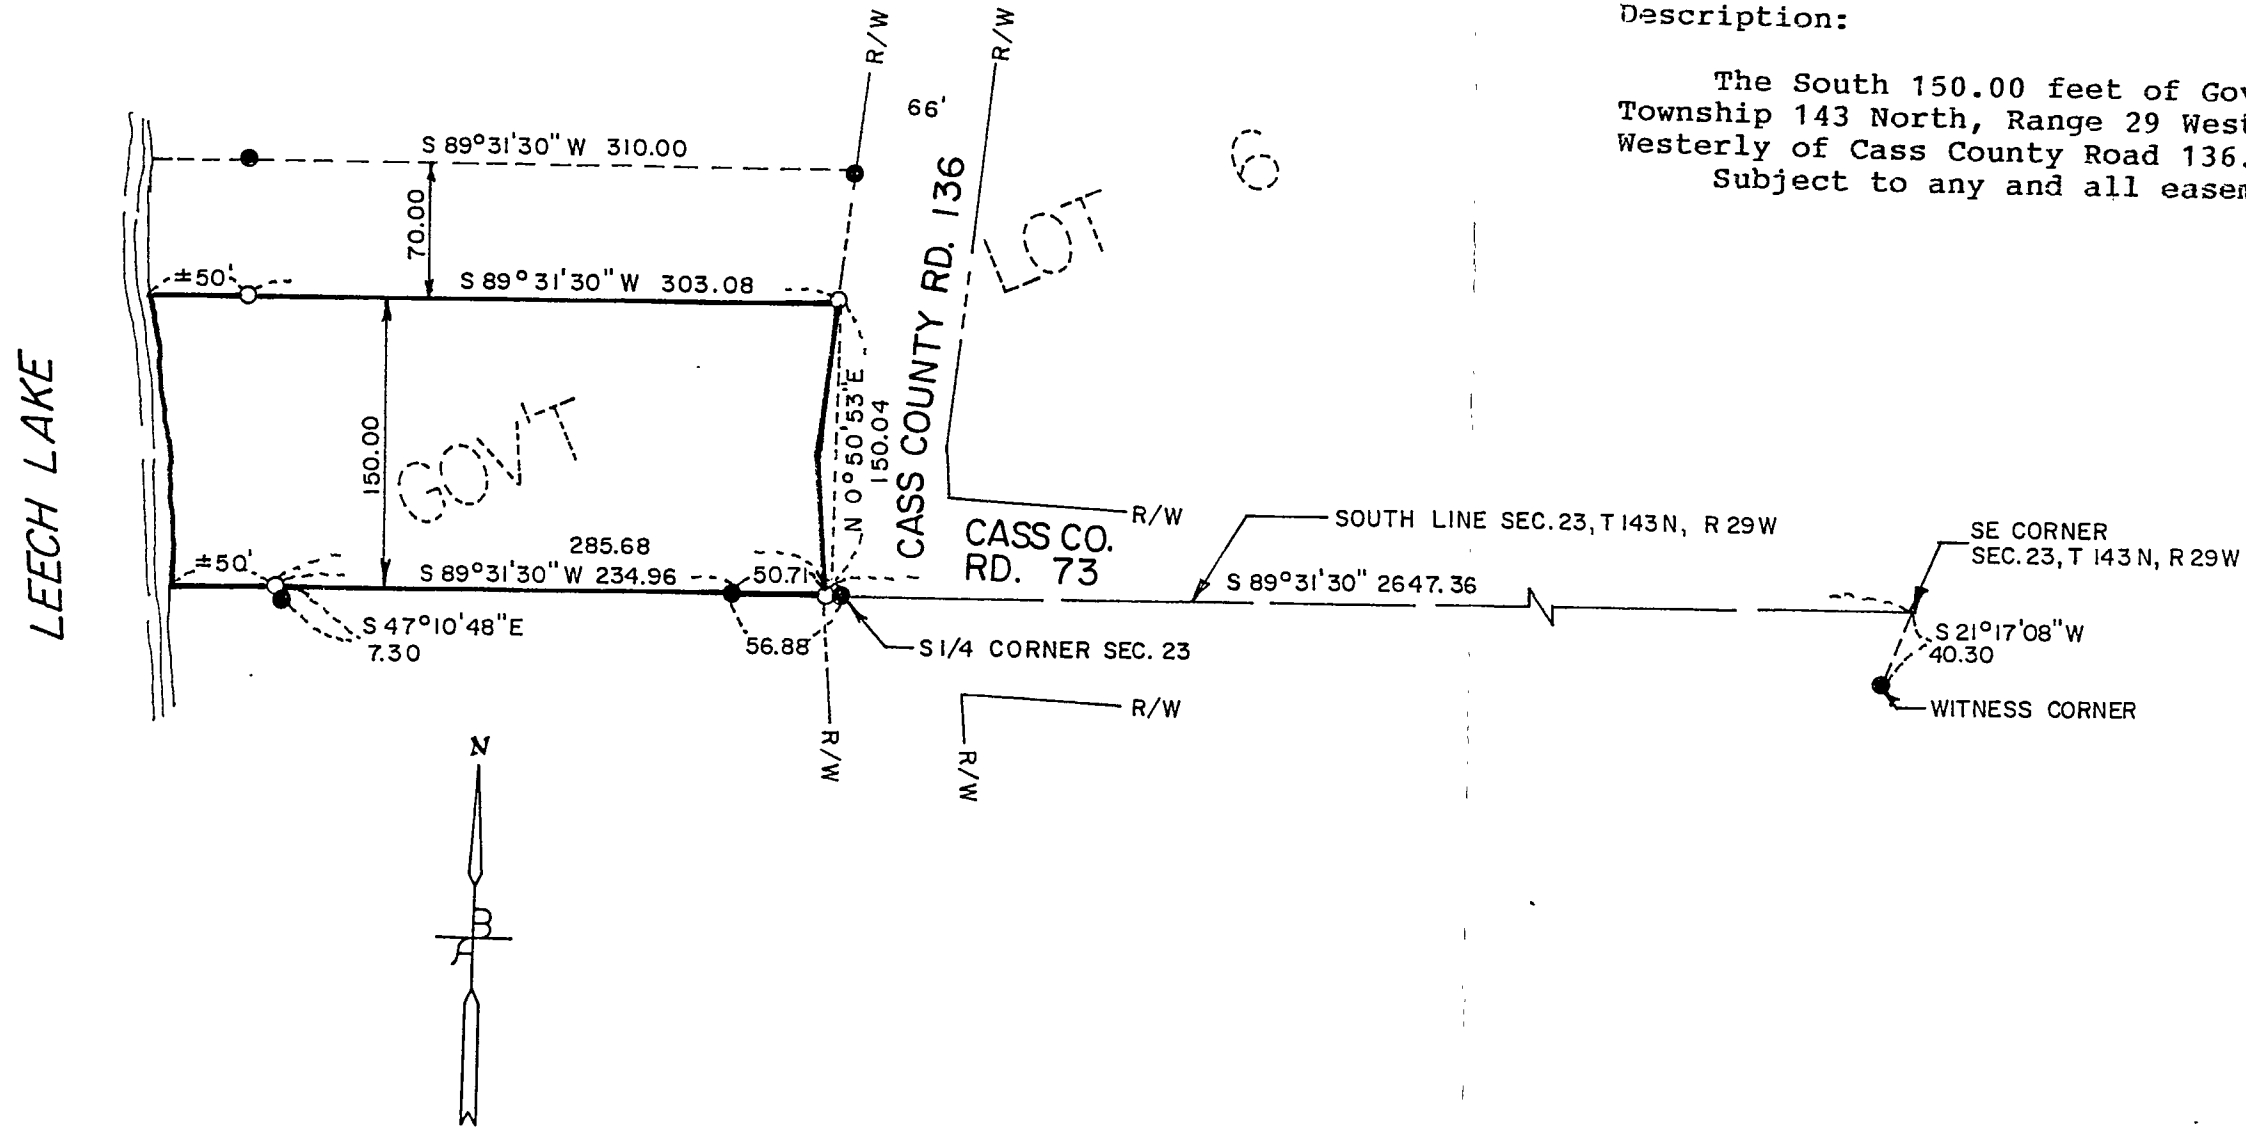 Description:
The South 150.00 feet of Gov
Township 143 North, Range 29 West
Westerly of Cass County Road 136.
Subject to any and all easem
R/W
R/W
66'
S 89°31'30" W 310.00
70.00
6
LOT
CASS COUNTY RD. 136
±50'
S 89°31'30" W 303.08
LEECH LAKE
150.00
GOV'T
N 0°50'53" E
150.04
R/W
CASS CO.
RD. 73
SOUTH LINE SEC. 23, T 143 N, R 29 W
SE CORNER
SEC. 23, T 143 N, R 29 W
±50'
285.68
S 89°31'30" W 234.96
50.71
S 89°31'30" 2647.36
S 47°10'48" E
7.30
56.88
S 1/4 CORNER SEC. 23
S 21°17'08" W
40.30
WITNESS CORNER
R/W
R/W
R/W
N
A
B